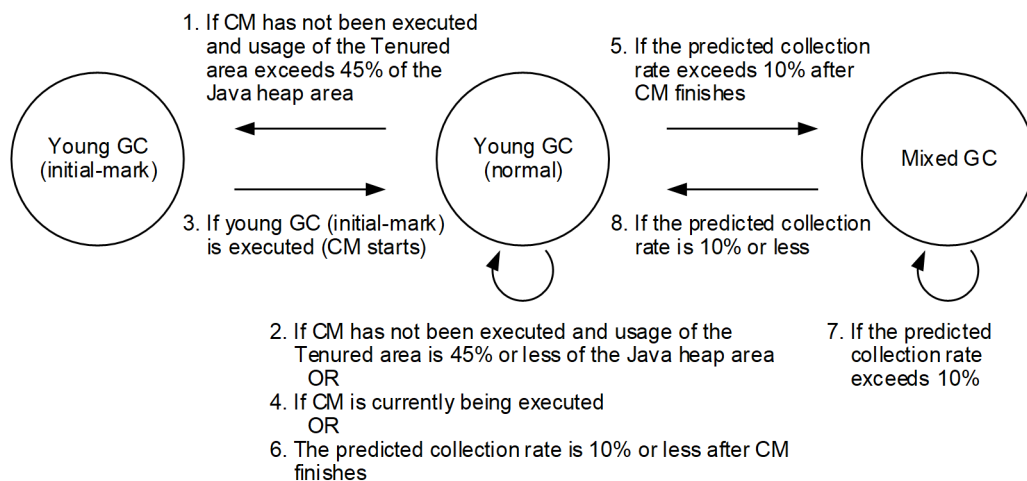 1. If CM has not been executed
and usage of the Tenured
area exceeds 45% of the
Java heap area
5. If the predicted collection
rate exceeds 10% after
CM finishes
Young GC
(initial-mark)
Young GC
(normal)
Mixed GC
3. If young GC (initial-mark)
is executed (CM starts)
8. If the predicted collection
rate is 10% or less
2. If CM has not been executed and usage of the
Tenured area is 45% or less of the Java heap area
OR
4. If CM is currently being executed
OR
6. The predicted collection rate is 10% or less after CM
finishes
7. If the predicted
collection rate
exceeds 10%